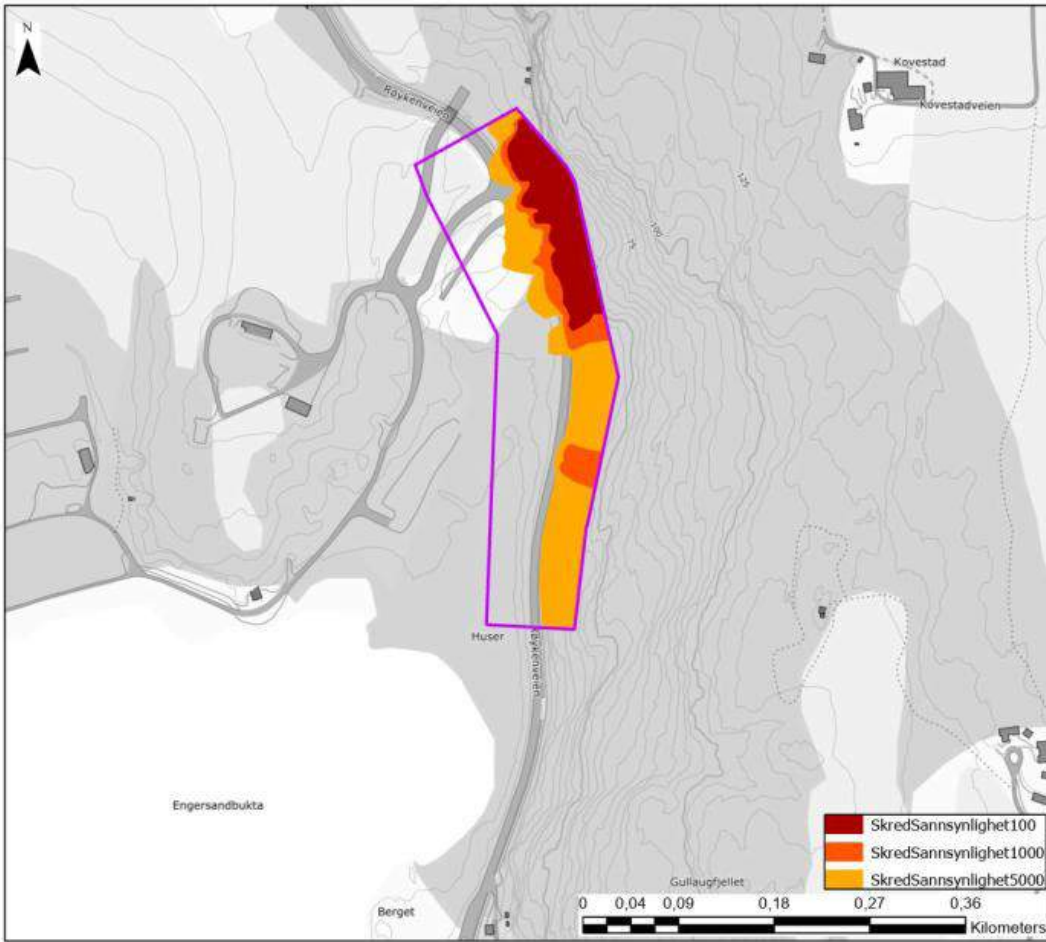 N
Kovestad
Røykenveien
Kovestadveien
125
100
75
Huser
Røykenveien
Engersandbukta
SkredSannsynlighet100
SkredSannsynlighet1000
SkredSannsynlighet5000
Gullaugfjellet
Berget
0 0,04 0,09 0,18 0,27 0,36
Kilometers